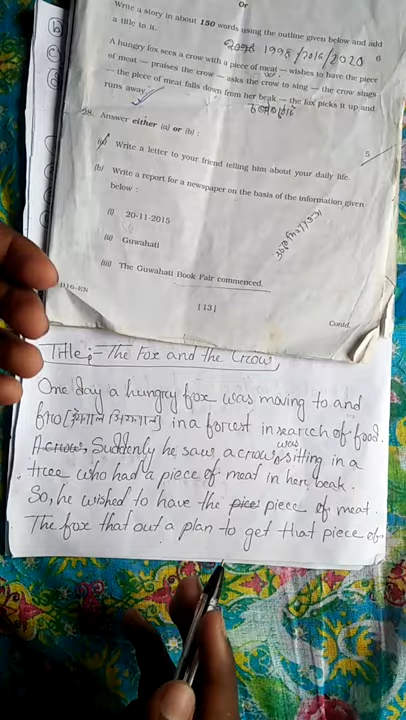 Or
Write a story in about 150 words using the outline given below and add
a title to it.
1998/2016/2020 6
A hungry fox sees a crow with a piece of meat — wishes to have the piece
of meat — praises the crow — asks the crow to sing — the crow sings
— the piece of meat falls down from her beak — the fox picks it up and
runs away.
28. Answer either (a) or (b) :
5
(a) Write a letter to your friend telling him about your daily life.
(b) Write a report for a newspaper on the basis of the information given
below :
(i) 20-11-2015
(ii) Guwahati
(iii) The Guwahati Book Fair commenced.
D16-EN
[ 13 ]
Contd.
Title:- The Fox and the Crow
One day a hungry fox was moving to and
fro in a forest in search of food.
A crow, Suddenly he saw a crow was sitting in a
tree who had a piece of meat in her beak.
So, he wished to have the pice piece of meat.
The fox that out a plan to get that piece of